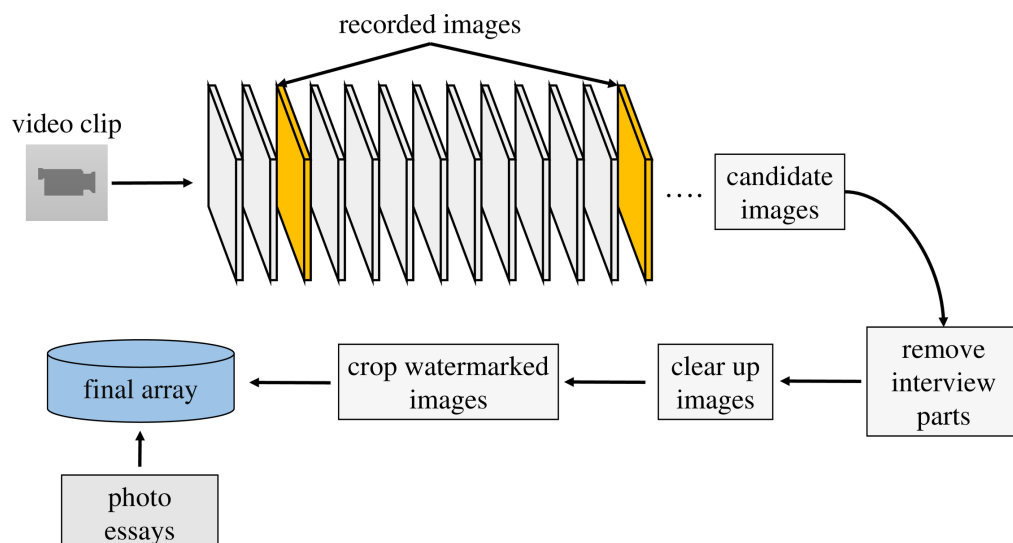 recorded images
video clip
....
candidate
images
remove
interview
parts
clear up
images
crop watermarked
images
final array
photo
essays